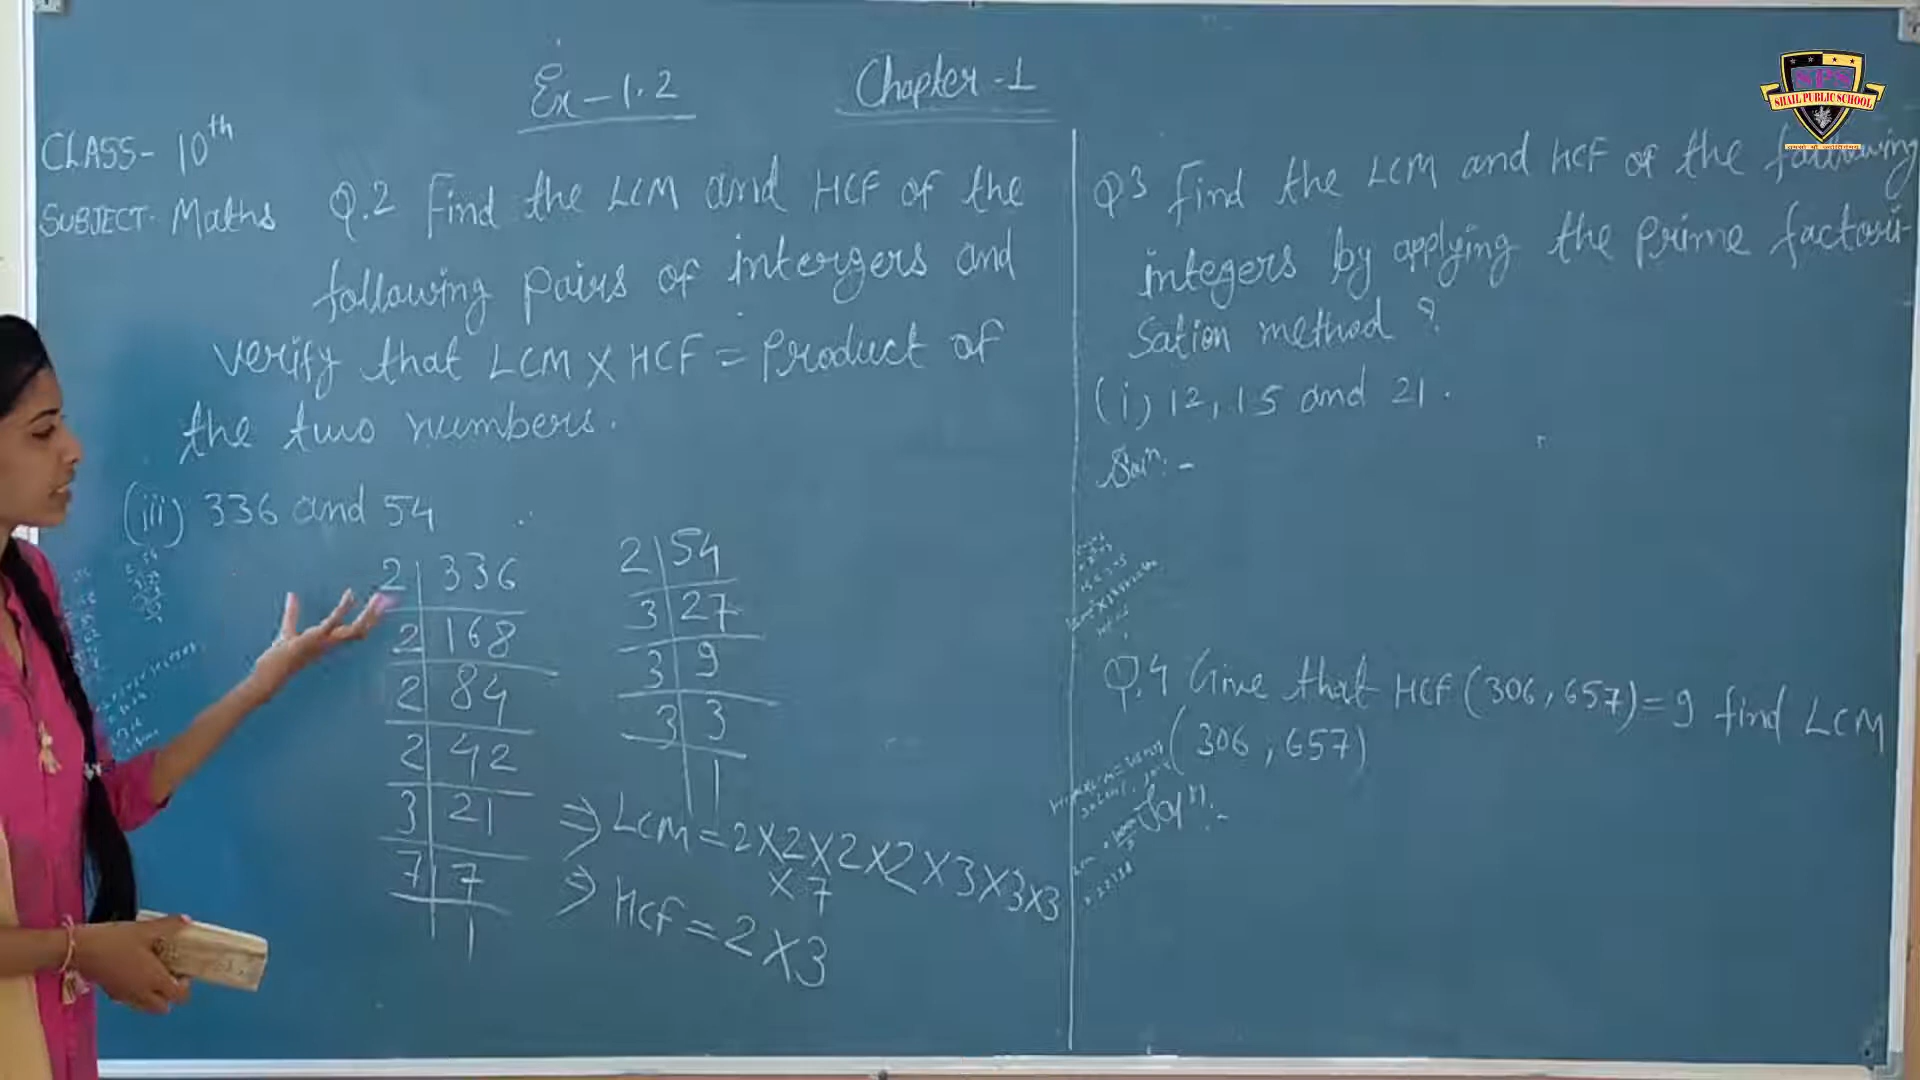 Ex-1.2
Chapter-1
CLASS- 10th
SUBJECT- Maths
Q.2 Find the LCM and HCF of the
following pairs of intergers and
verify that LCM X HCF = Product of
the two numbers.
(iii) 336 and 54
2 336
2 168
2 84
2 42
3 21
7 7
1
2 54
3 27
3 9
3 3
1
⇒ LCM = 2X2X2X2X3X3X3
X7
⇒ HCF = 2X3
Q3 Find the LCM and HCF of the following
integers by applying the prime factori-
sation method ?
(i) 12, 15 and 21.
Soln:-
Q.4 Give that HCF (306, 657) = 9 find LCM
(306, 657)
Soln:-
SPS
SHAIL PUBLIC SCHOOL